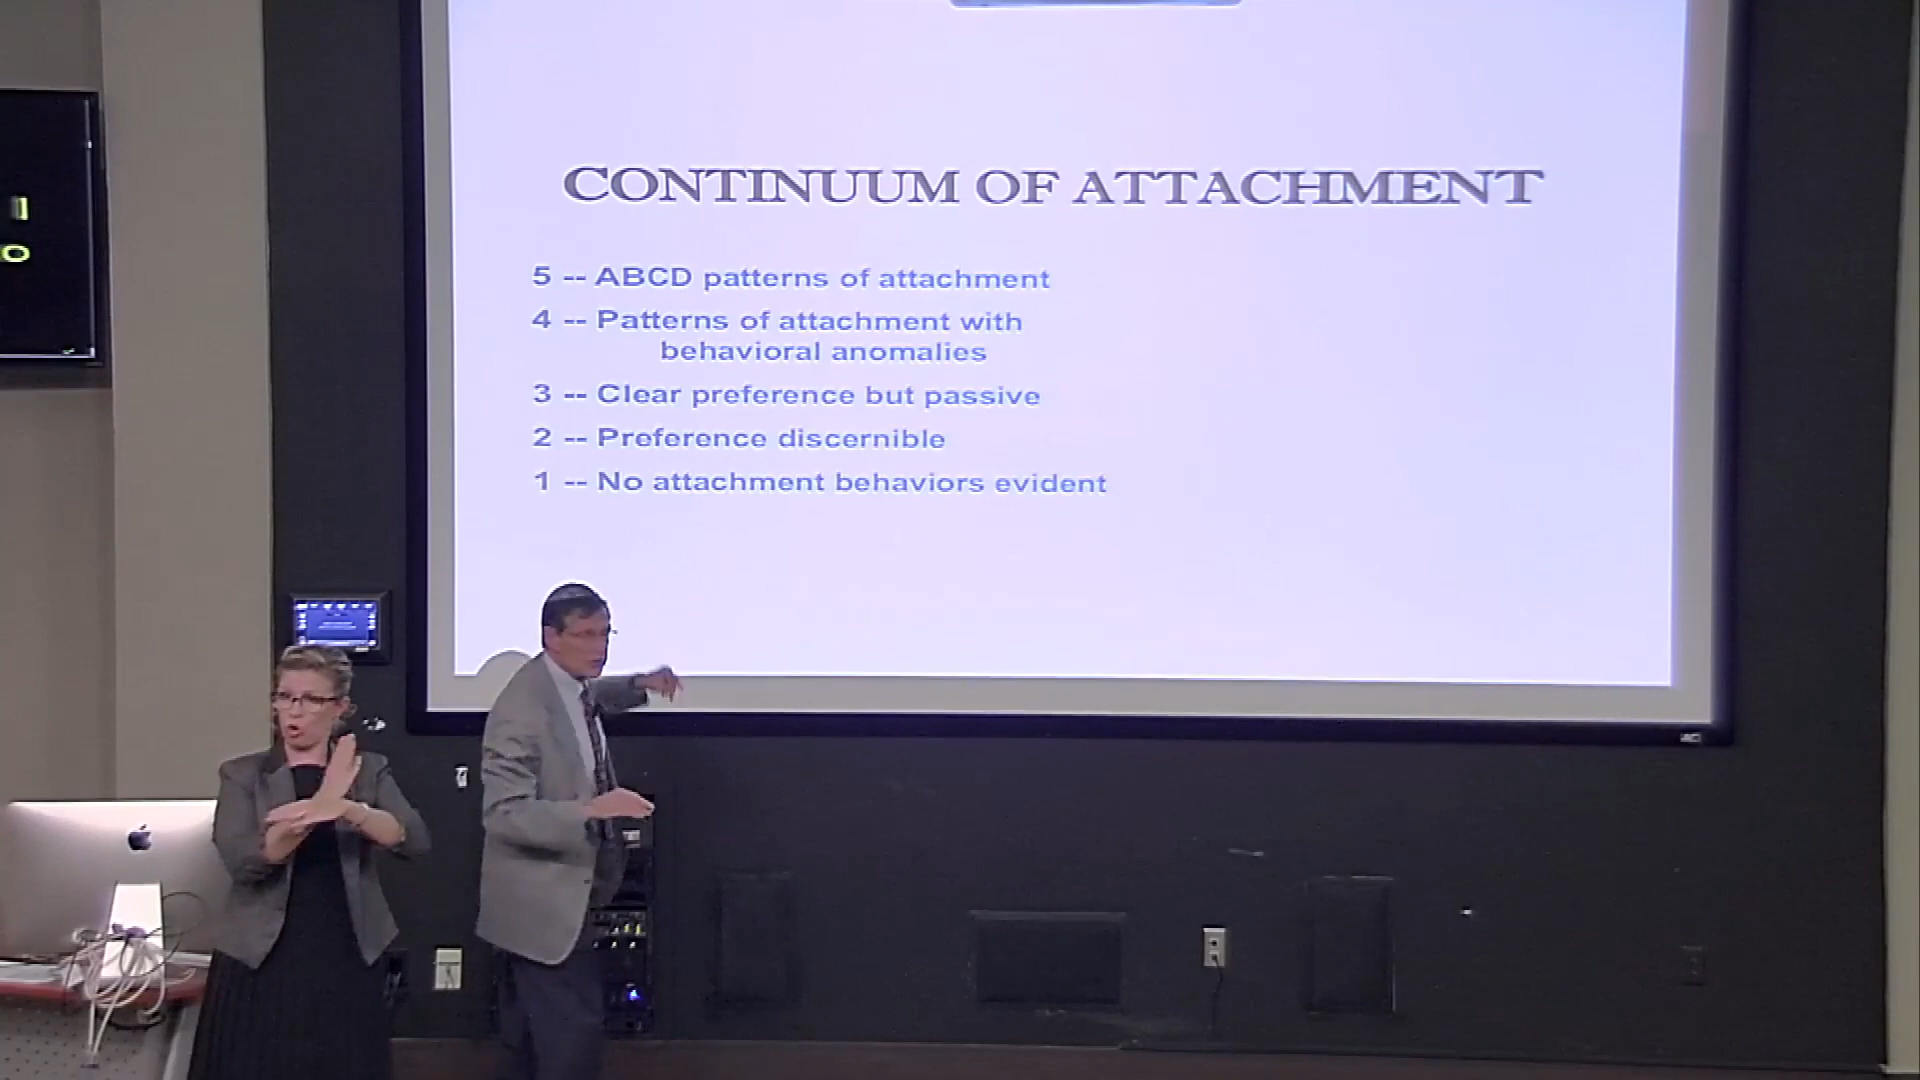 CONTINUUM OF ATTACHMENT
5 -- ABCD patterns of attachment
4 -- Patterns of attachment with
behavioral anomalies
3 -- Clear preference but passive
2 -- Preference discernible
1 -- No attachment behaviors evident